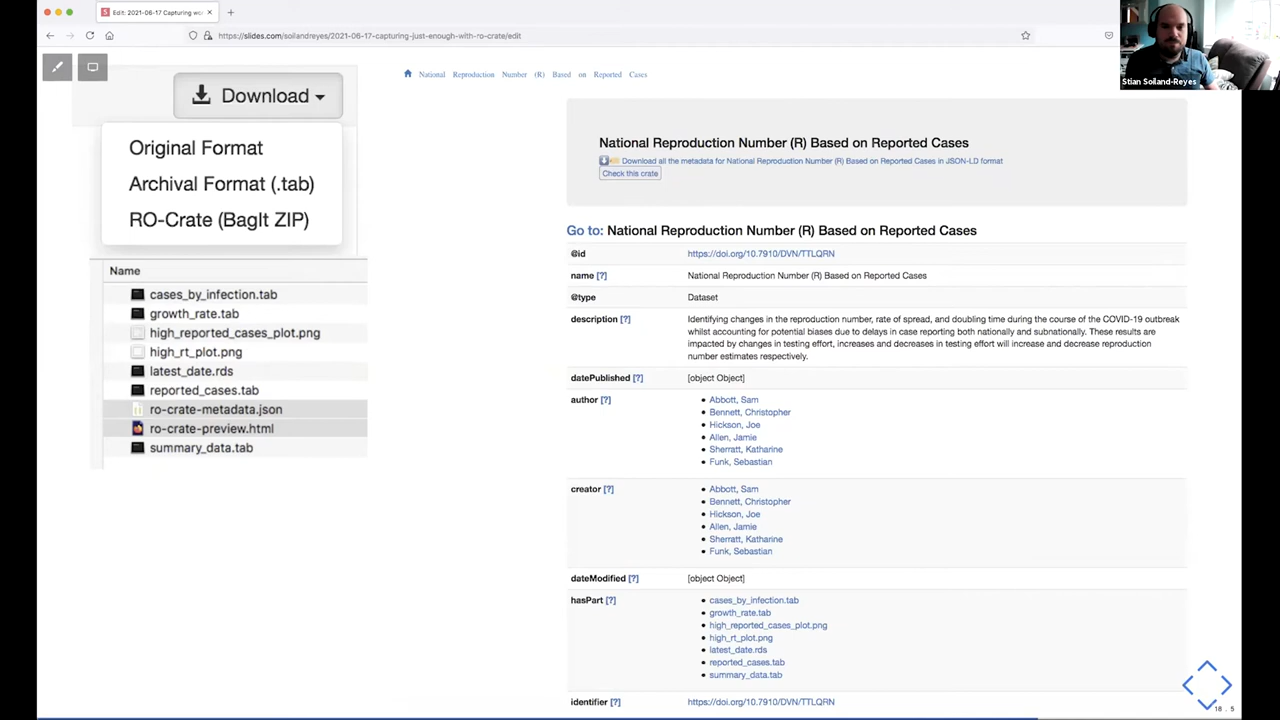 Edit: 2021-06-17 Capturing wo
https://slides.com/soilandreyes/2021-06-17-capturing-just-enough-with-ro-crate/edit
Stian Soiland-Reyes
Download
Original Format
Archival Format (.tab)
RO-Crate (BagIt ZIP)
Name
cases_by_infection.tab
growth_rate.tab
high_reported_cases_plot.png
high_rt_plot.png
latest_date.rds
reported_cases.tab
ro-crate-metadata.json
ro-crate-preview.html
summary_data.tab
National Reproduction Number (R) Based on Reported Cases
National Reproduction Number (R) Based on Reported Cases
Download all the metadata for National Reproduction Number (R) Based on Reported Cases in JSON-LD format
Check this crate
Go to: National Reproduction Number (R) Based on Reported Cases
@id https://doi.org/10.7910/DVN/TTLQRN
name [?] National Reproduction Number (R) Based on Reported Cases
@type Dataset
description [?] Identifying changes in the reproduction number, rate of spread, and doubling time during the course of the COVID-19 outbreak
whilst accounting for potential biases due to delays in case reporting both nationally and subnationally. These results are
impacted by changes in testing effort, increases and decreases in testing effort will increase and decrease reproduction
number estimates respectively.
datePublished [?] [object Object]
author [?] Abbott, Sam
Bennett, Christopher
Hickson, Joe
Allen, Jamie
Sherratt, Katharine
Funk, Sebastian
creator [?] Abbott, Sam
Bennett, Christopher
Hickson, Joe
Allen, Jamie
Sherratt, Katharine
Funk, Sebastian
dateModified [?] [object Object]
hasPart [?] cases_by_infection.tab
growth_rate.tab
high_reported_cases_plot.png
high_rt_plot.png
latest_date.rds
reported_cases.tab
summary_data.tab
identifier [?] https://doi.org/10.7910/DVN/TTLQRN
18 . 5